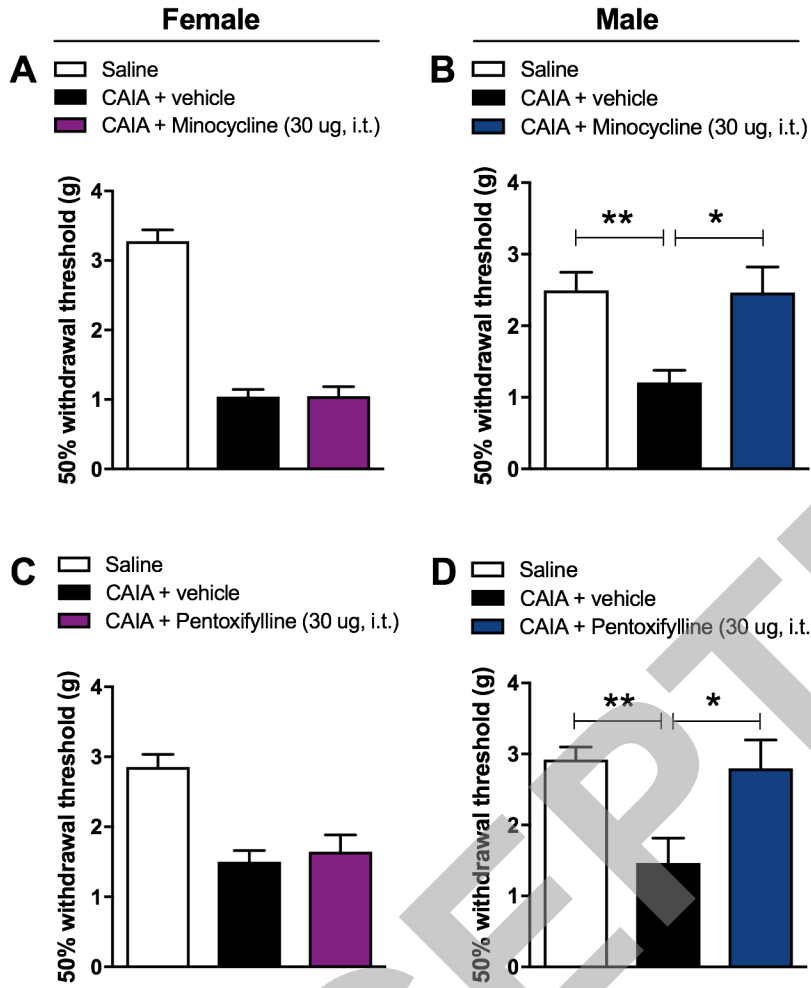 Female
Male
A
Saline
CAIA + vehicle
CAIA + Minocycline (30 ug, i.t.)
50% withdrawal threshold (g)
4
3
2
1
0
B
Saline
CAIA + vehicle
CAIA + Minocycline (30 ug, i.t.)
50% withdrawal threshold (g)
4
3
2
1
0
**
*
C
Saline
CAIA + vehicle
CAIA + Pentoxifylline (30 ug, i.t.)
50% withdrawal threshold (g)
4
3
2
1
0
D
Saline
CAIA + vehicle
CAIA + Pentoxifylline (30 ug, i.t.
50% withdrawal threshold (g)
4
3
2
1
0
**
*
CEPT